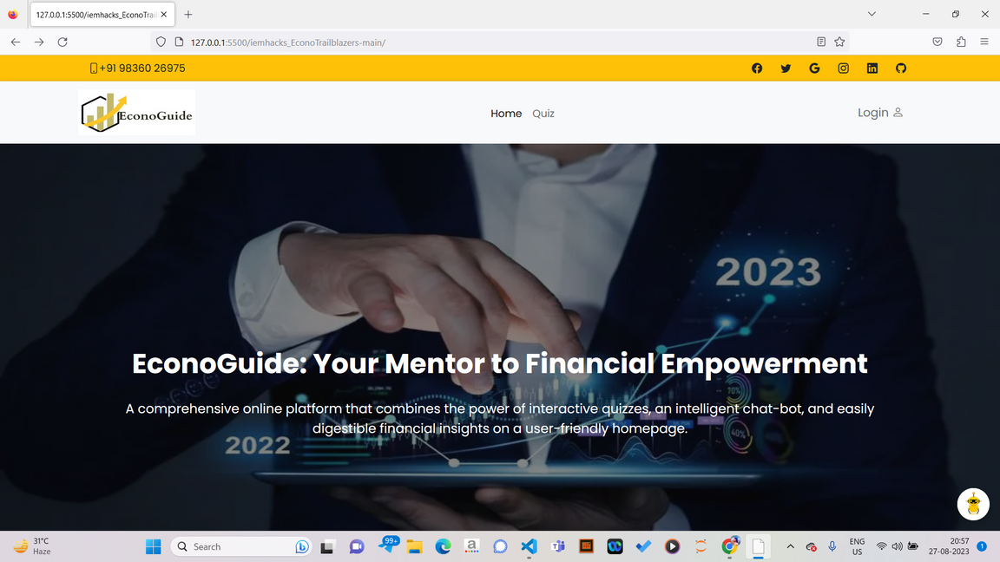 127.0.0.1:5500/iemhacks_EconoTrail
127.0.0.1:5500/iemhacks_EconoTrailblazers-main/
+91 98360 26975
EconoGuide
Home
Quiz
Login
2023
EconoGuide: Your Mentor to Financial Empowerment
A comprehensive online platform that combines the power of interactive quizzes, an intelligent chat-bot, and easily
digestible financial insights on a user-friendly homepage.
70%
40%
2022
31°C
Haze
Search
99+
ENG
US
20:57
27-08-2023
1